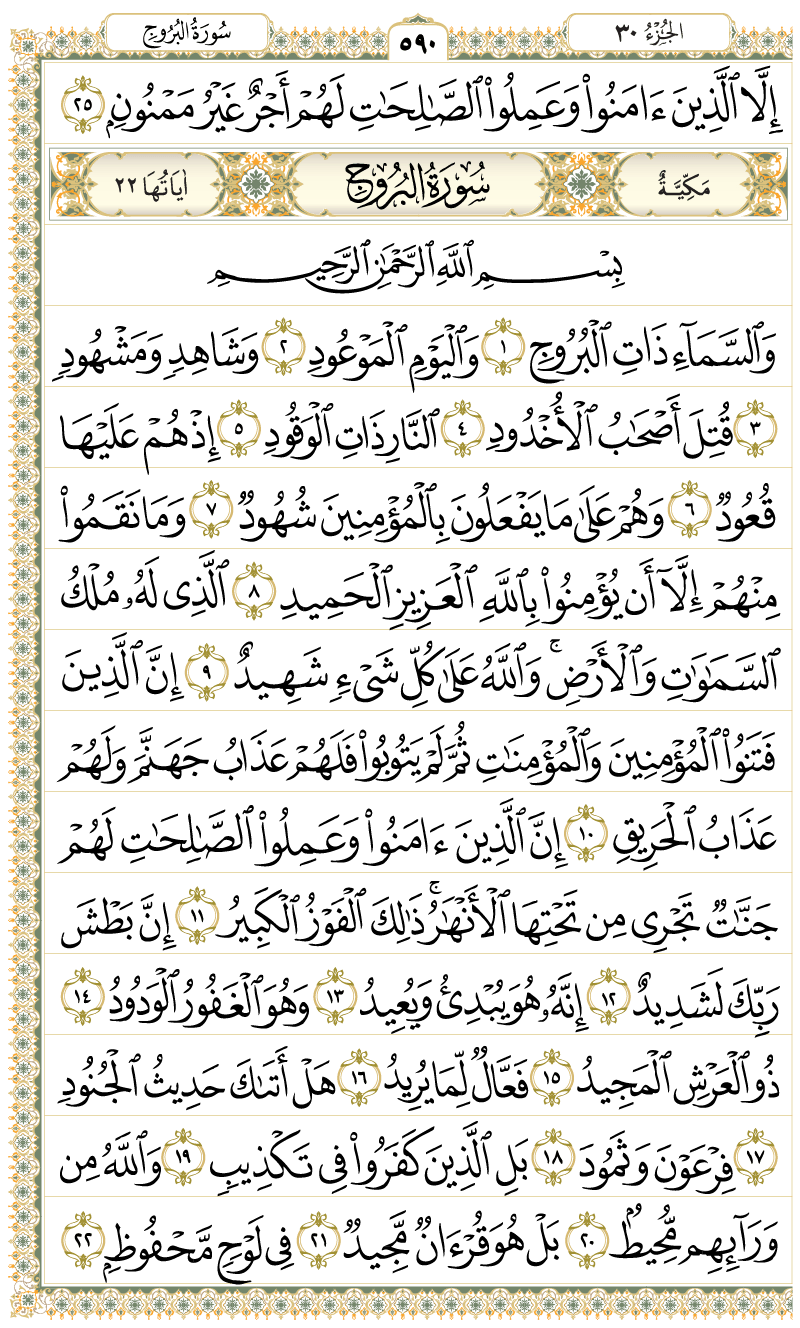 الجُزْءُ ٣٠
٥٩٠
سُورَةُ البُرُوجِ
إِلَّا ٱلَّذِينَ ءَامَنُوا۟ وَعَمِلُوا۟ ٱلصَّـٰلِحَـٰتِ لَهُمْ أَجْرٌ غَيْرُ مَمْنُونٍۭ ٢٥
مَكِّيَّةٌ
سُورَةُ البُرُوجِ
اٰيَاتُهَا ٢٢
بِسْمِ ٱللَّهِ ٱلرَّحْمَـٰنِ ٱلرَّحِيمِ
وَٱلسَّمَآءِ ذَاتِ ٱلْبُرُوجِ ١ وَٱلْيَوْمِ ٱلْمَوْعُودِ ٢ وَشَاهِدٍ وَمَشْهُودٍ
٣ قُتِلَ أَصْحَـٰبُ ٱلْأُخْدُودِ ٤ ٱلنَّارِ ذَاتِ ٱلْوَقُودِ ٥ إِذْ هُمْ عَلَيْهَا
قُعُودٌ ٦ وَهُمْ عَلَىٰ مَا يَفْعَلُونَ بِٱلْمُؤْمِنِينَ شُهُودٌ ٧ وَمَا نَقَمُوا۟
مِنْهُمْ إِلَّآ أَن يُؤْمِنُوا۟ بِٱللَّهِ ٱلْعَزِيزِ ٱلْحَمِيدِ ٨ ٱلَّذِى لَهُۥ مُلْكُ
ٱلسَّمَـٰوَٰتِ وَٱلْأَرْضِ ۚ وَٱللَّهُ عَلَىٰ كُلِّ شَىْءٍ شَهِيدٌ ٩ إِنَّ ٱلَّذِينَ
فَتَنُوا۟ ٱلْمُؤْمِنِينَ وَٱلْمُؤْمِنَـٰتِ ثُمَّ لَمْ يَتُوبُوا۟ فَلَهُمْ عَذَابُ جَهَنَّمَ وَلَهُمْ
عَذَابُ ٱلْحَرِيقِ ١٠ إِنَّ ٱلَّذِينَ ءَامَنُوا۟ وَعَمِلُوا۟ ٱلصَّـٰلِحَـٰتِ لَهُمْ
جَنَّـٰتٌ تَجْرِى مِن تَحْتِهَا ٱلْأَنْهَـٰرُ ۚ ذَٰلِكَ ٱلْفَوْزُ ٱلْكَبِيرُ ١١ إِنَّ بَطْشَ
رَبِّكَ لَشَدِيدٌ ١٢ إِنَّهُۥ هُوَ يُبْدِئُ وَيُعِيدُ ١٣ وَهُوَ ٱلْغَفُورُ ٱلْوَدُودُ ١٤
ذُو ٱلْعَرْشِ ٱلْمَجِيدُ ١٥ فَعَّالٌ لِّمَا يُرِيدُ ١٦ هَلْ أَتَىٰكَ حَدِيثُ ٱلْجُنُودِ
١٧ فِرْعَوْنَ وَثَمُودَ ١٨ بَلِ ٱلَّذِينَ كَفَرُوا۟ فِى تَكْذِيبٍ ١٩ وَٱللَّهُ مِن
وَرَآئِهِم مُّحِيطٌۢ ٢٠ بَلْ هُوَ قُرْءَانٌ مَّجِيدٌ ٢١ فِى لَوْحٍ مَّحْفُوظٍۭ ٢٢